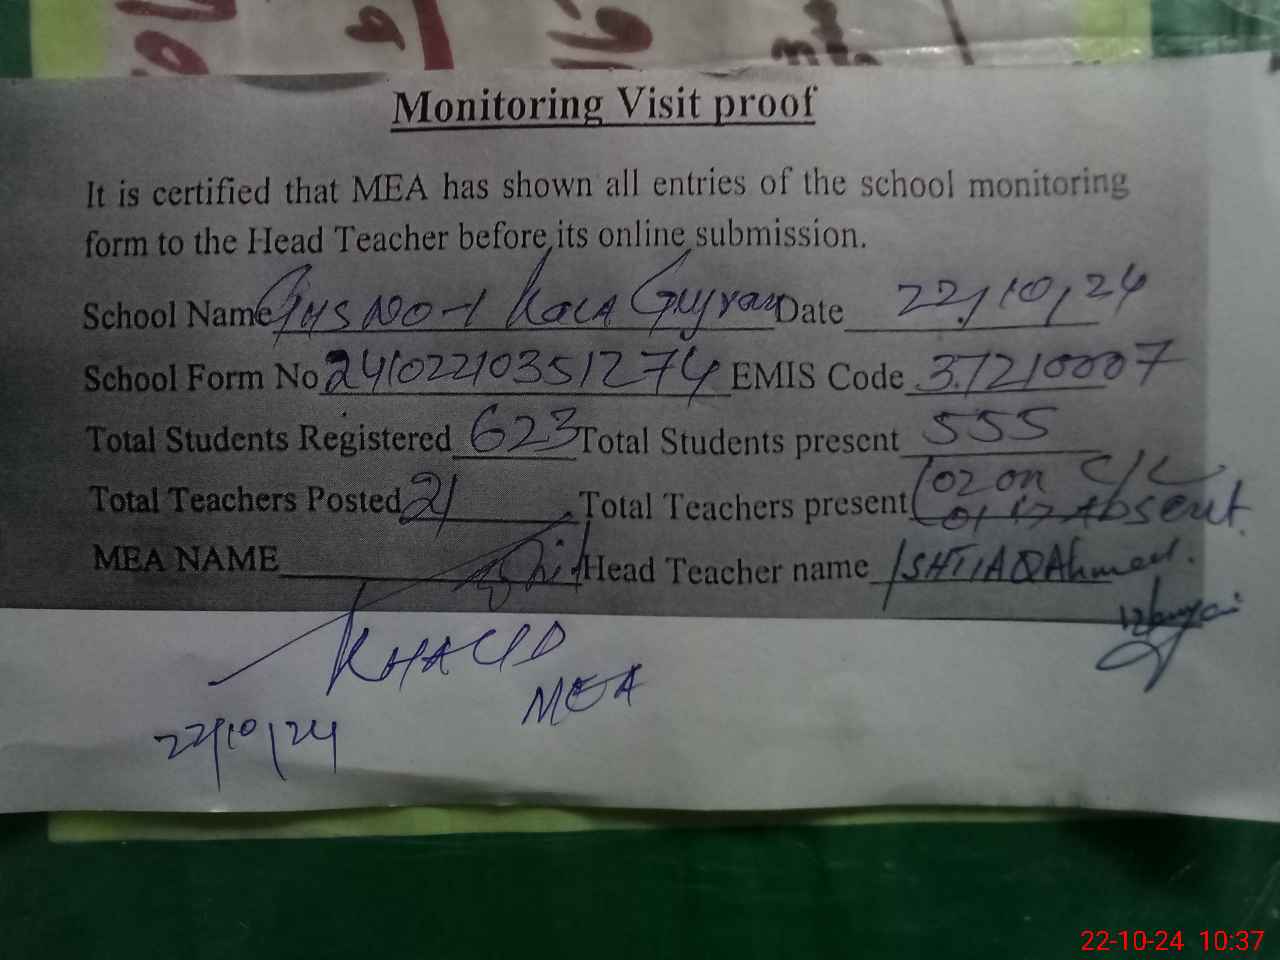 Monitoring Visit proof
It is certified that MEA has shown all entries of the school monitoring
form to the Head Teacher before its online submission.
School Name GHS NO-1 Kala Gujran Date 22/10/24
School Form No 24102210351274 EMIS Code 37210007
Total Students Registered 623 Total Students present 555
Total Teachers Posted 21 Total Teachers present 02 on C/L
01 is Absent.
MEA NAME Head Teacher name ISHTIAQ Ahmed.
KHALID
MEA
22/10/24
22-10-24 10:37